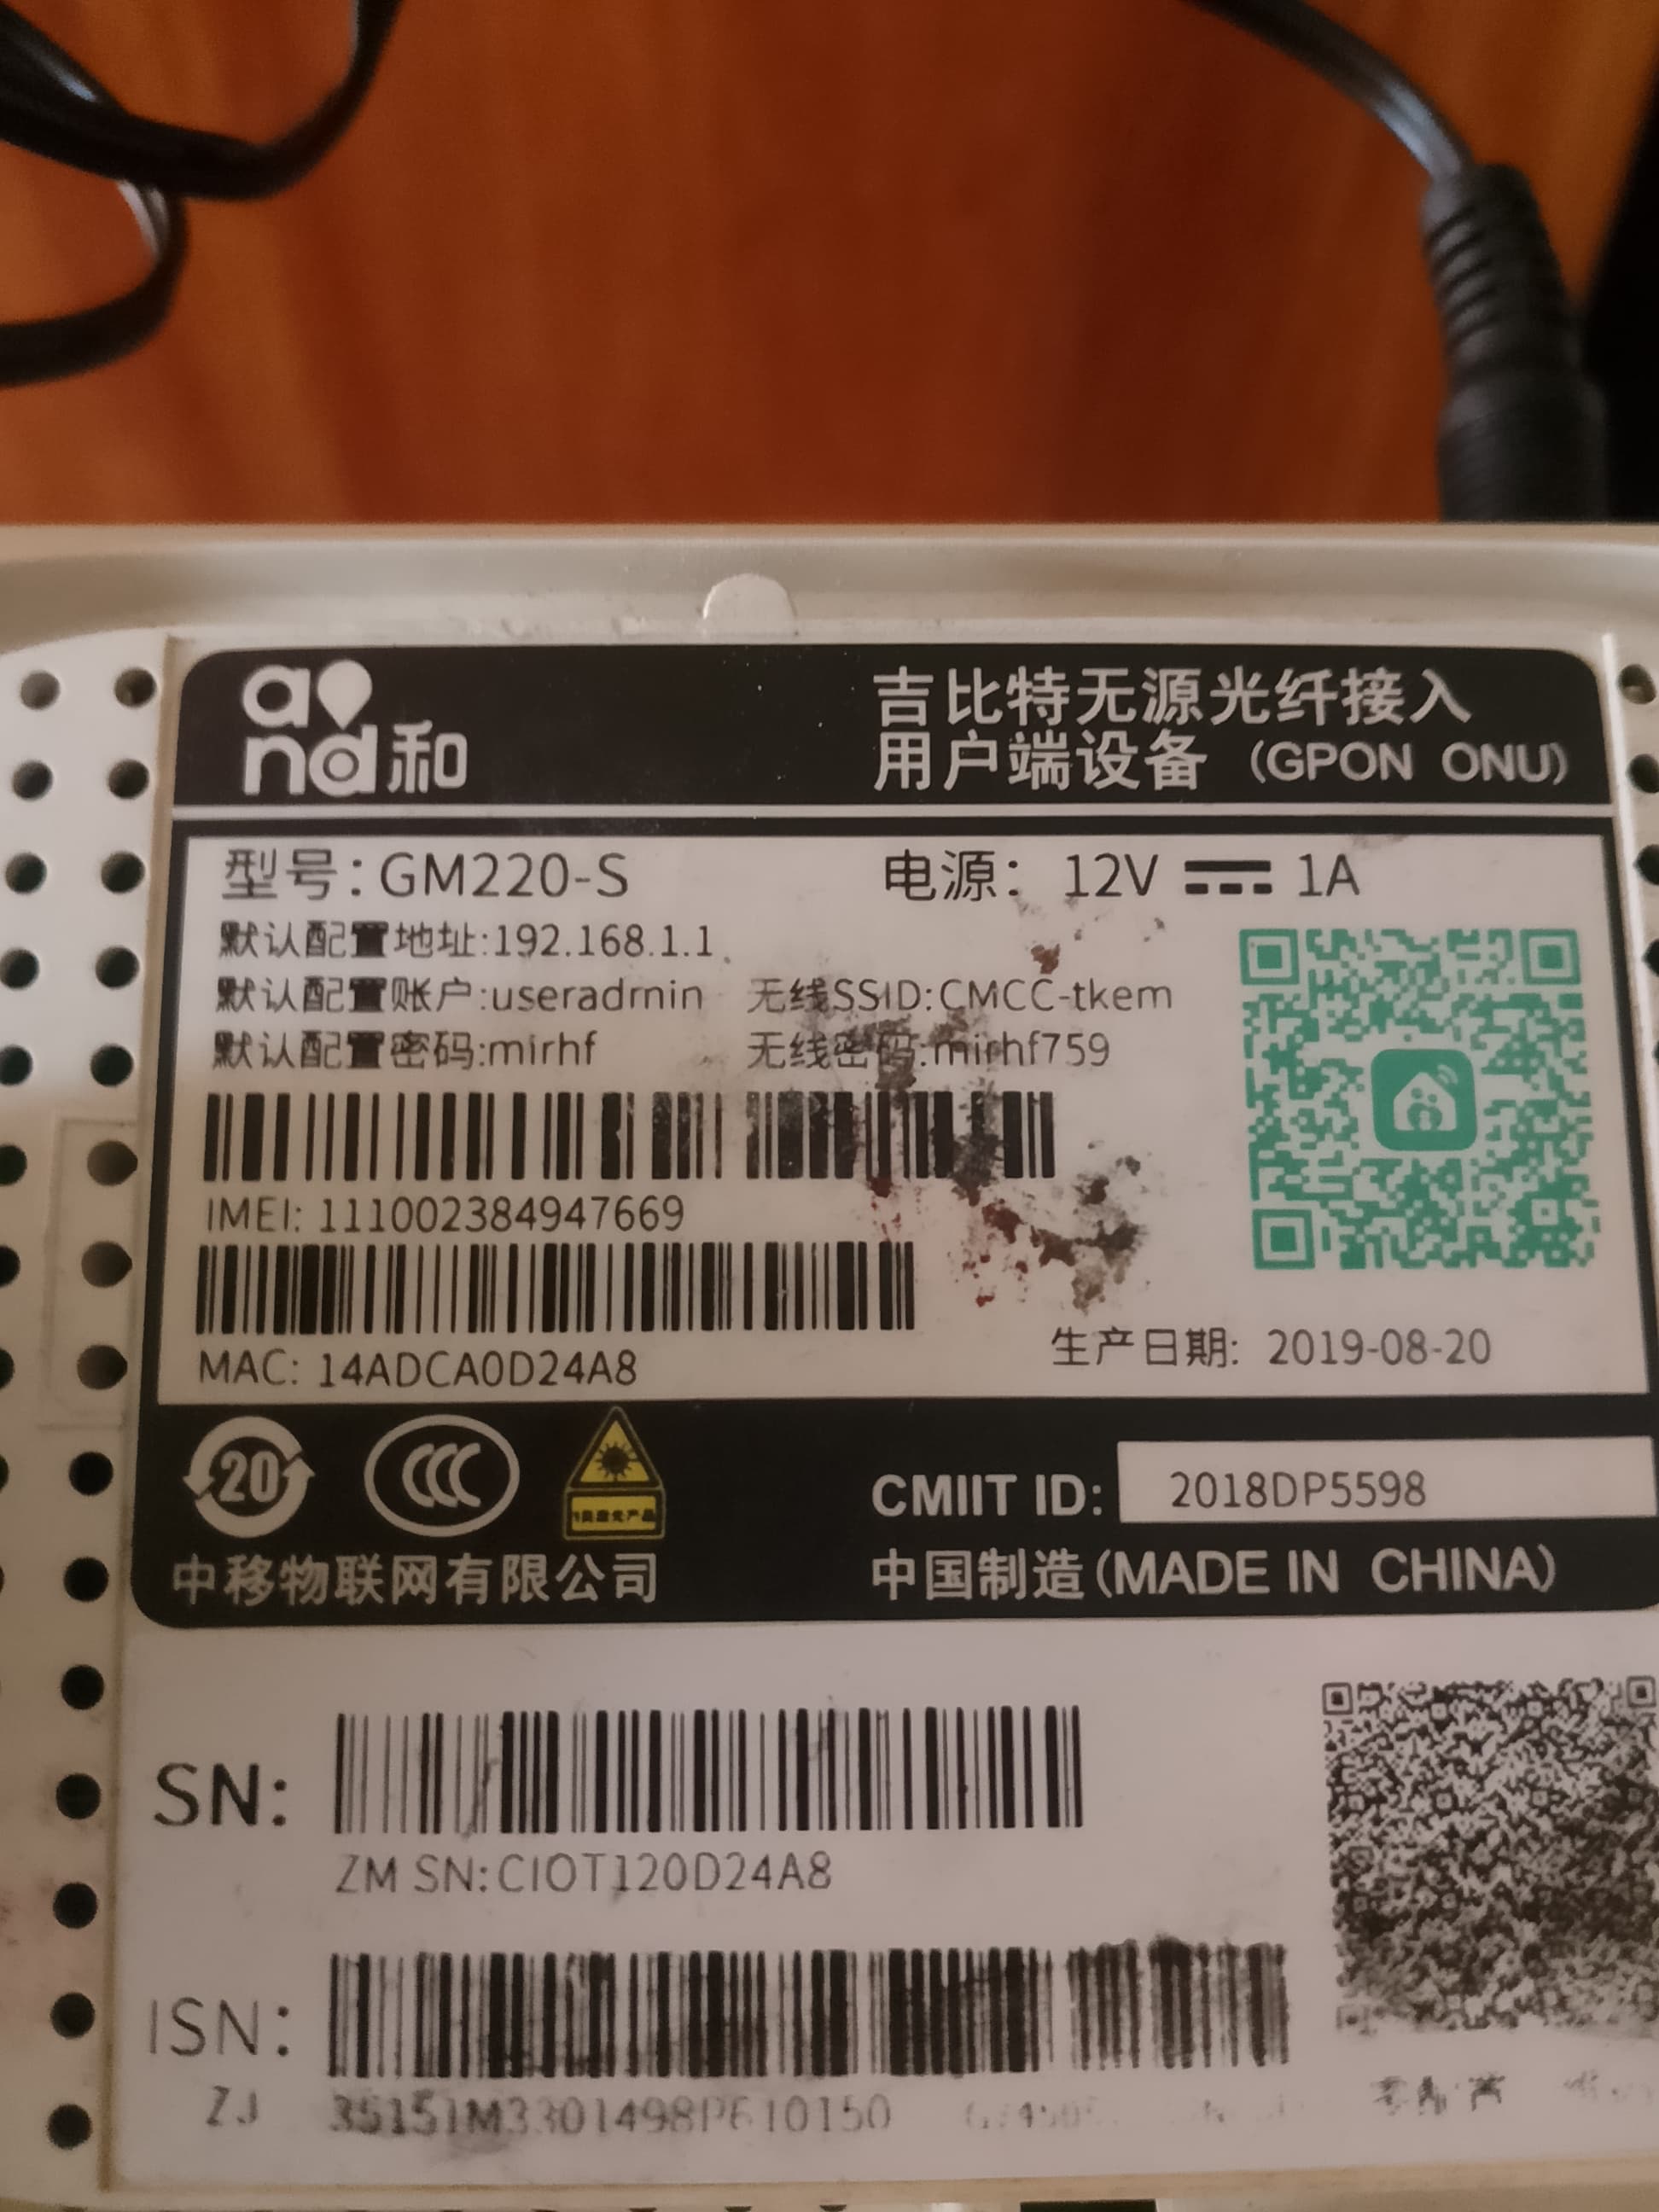 and和
吉比特无源光纤接入
用户端设备 (GPON ONU)
型号: GM220-S
电源: 12V 1A
默认配置地址:192.168.1.1
默认配置账户:useradmin 无线SSID:CMCC-tkem
默认配置密码:mirhf 无线密码:mirhf759
IMEI: 111002384947669
MAC: 14ADCA0D24A8
生产日期: 2019-08-20
20
CCC
CMIIT ID: 2018DP5598
中移物联网有限公司
中国制造(MADE IN CHINA)
SN:
ZM SN:CIOT120D24A8
ISN:
ZJ 35151M3301498P610150